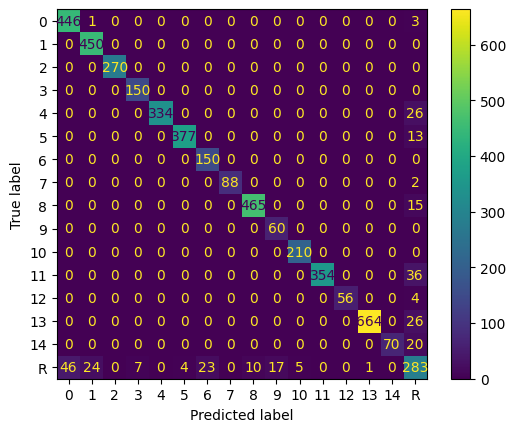 0 446 1 0 0 0 0 0 0 0 0 0 0 0 0 0 3
1 0 450 0 0 0 0 0 0 0 0 0 0 0 0 0 0
2 0 0 270 0 0 0 0 0 0 0 0 0 0 0 0 0
3 0 0 0 150 0 0 0 0 0 0 0 0 0 0 0 0
4 0 0 0 0 334 0 0 0 0 0 0 0 0 0 0 26
5 0 0 0 0 0 377 0 0 0 0 0 0 0 0 0 13
6 0 0 0 0 0 0 150 0 0 0 0 0 0 0 0 0
7 0 0 0 0 0 0 0 88 0 0 0 0 0 0 0 2
8 0 0 0 0 0 0 0 0 465 0 0 0 0 0 0 15
9 0 0 0 0 0 0 0 0 0 60 0 0 0 0 0 0
10 0 0 0 0 0 0 0 0 0 0 210 0 0 0 0 0
11 0 0 0 0 0 0 0 0 0 0 0 354 0 0 0 36
12 0 0 0 0 0 0 0 0 0 0 0 0 56 0 0 4
13 0 0 0 0 0 0 0 0 0 0 0 0 0 664 0 26
14 0 0 0 0 0 0 0 0 0 0 0 0 0 0 70 20
R 46 24 0 7 0 4 23 0 10 17 5 0 0 1 0 283
0 1 2 3 4 5 6 7 8 9 10 11 12 13 14 R
Predicted label
True label
600
500
400
300
200
100
0